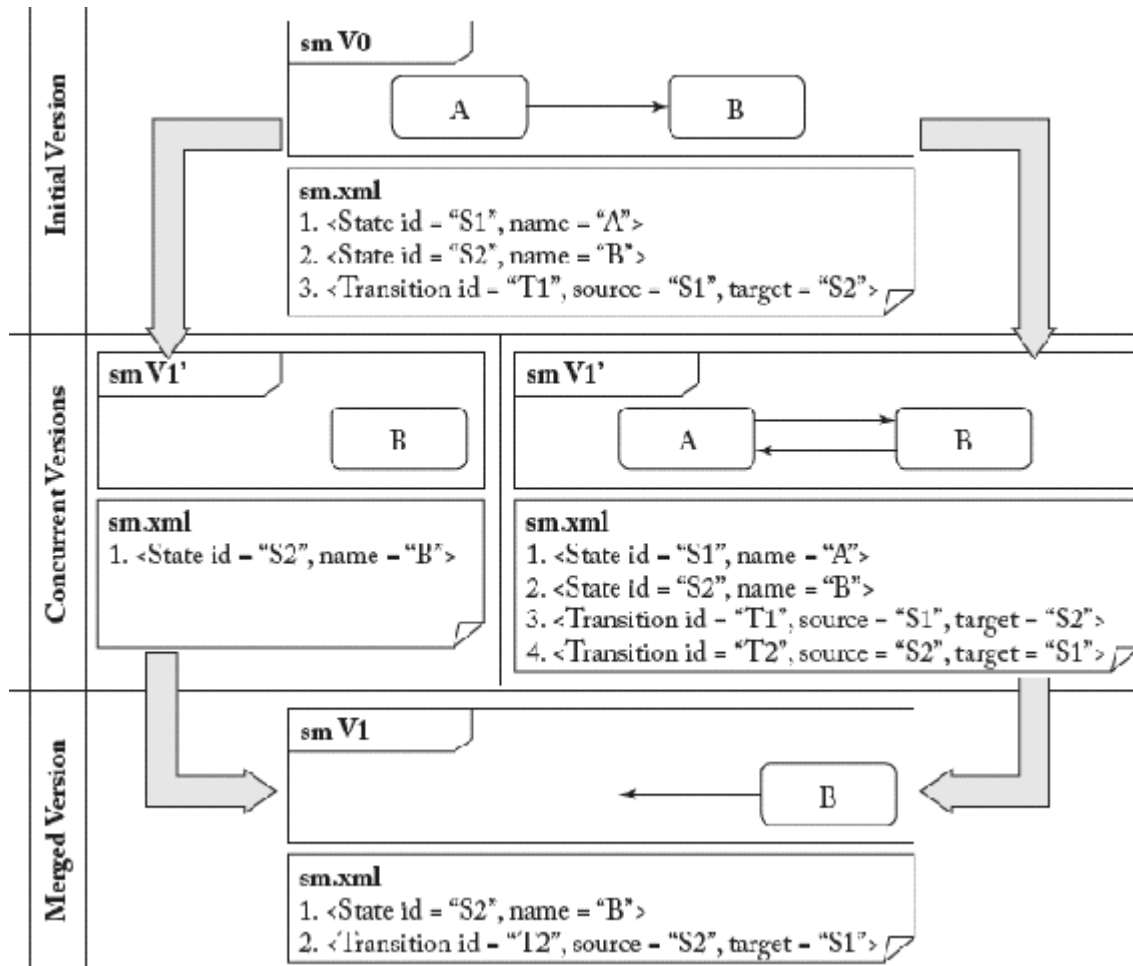 Initial Version
sm V0
A
B
sm.xml
1. <State id = “S1”, name = “A”>
2. <State id = “S2”, name = “B”>
3. <Transition id = “T1”, source = “S1”, target = “S2”>
Concurrent Versions
sm V1’
B
sm.xml
1. <State id = “S2”, name = “B”>
sm V1’
A
B
sm.xml
1. <State id = “S1”, name = “A”>
2. <State id = “S2”, name = “B”>
3. <Transition id = “T1”, source = “S1”, target = “S2”>
4. <Transition id = “T2”, source = “S2”, target = “S1”>
Merged Version
sm V1
B
sm.xml
1. <State id = “S2”, name = “B”>
2. <Transition id = “T2”, source = “S2”, target = “S1”>